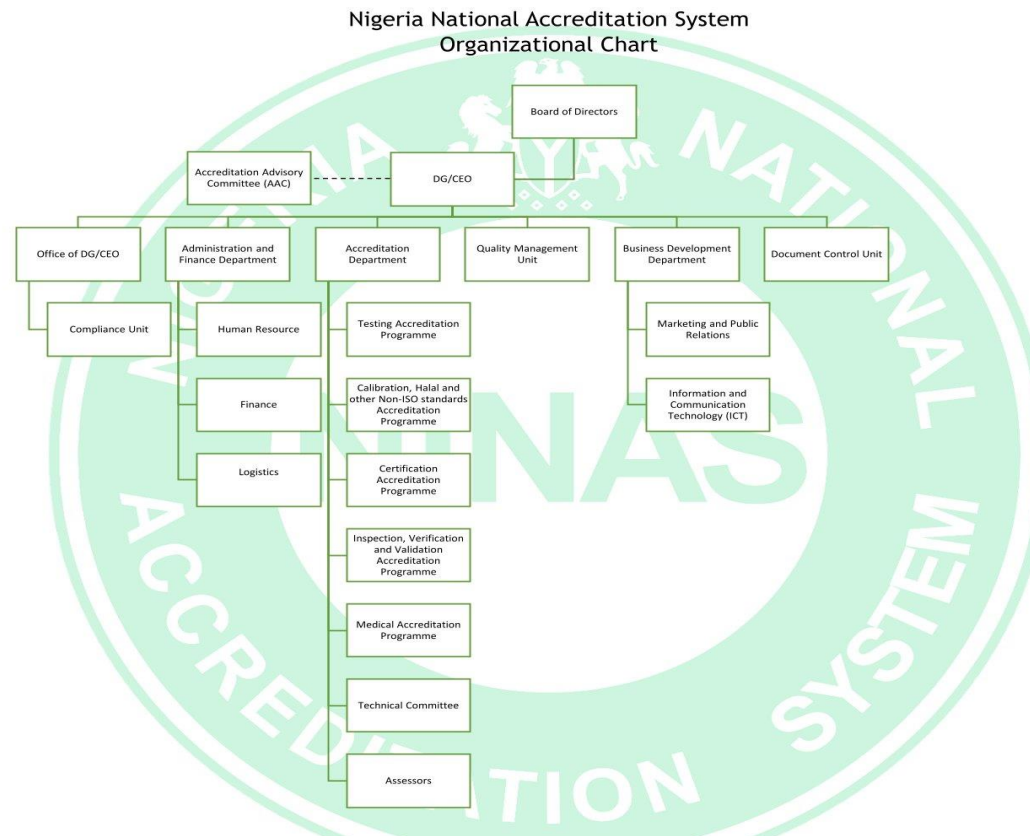 Nigeria National Accreditation System
Organizational Chart
Board of Directors
Accreditation Advisory
Committee (AAC)
DG/CEO
Office of DG/CEO
Administration and
Finance Department
Accreditation
Department
Quality Management
Unit
Business Development
Department
Document Control Unit
Compliance Unit
Human Resource
Finance
Logistics
Testing Accreditation
Programme
Calibration, Halal and
other Non-ISO standards
Accreditation
Programme
Certification
Accreditation
Programme
Inspection, Verification
and Validation
Accreditation
Programme
Medical Accreditation
Programme
Technical Committee
Assessors
Marketing and Public
Relations
Information and
Communication
Technology (ICT)
NIGERIA NATIONAL
ACCREDITATION SYSTEM
NiNAS